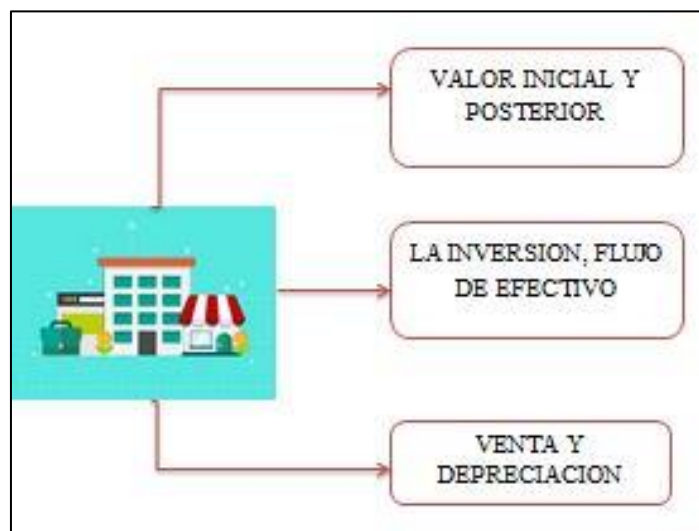 VALOR INICIAL Y
POSTERIOR
LA INVERSION, FLUJO
DE EFECTIVO
VENTA Y
DEPRECIACION